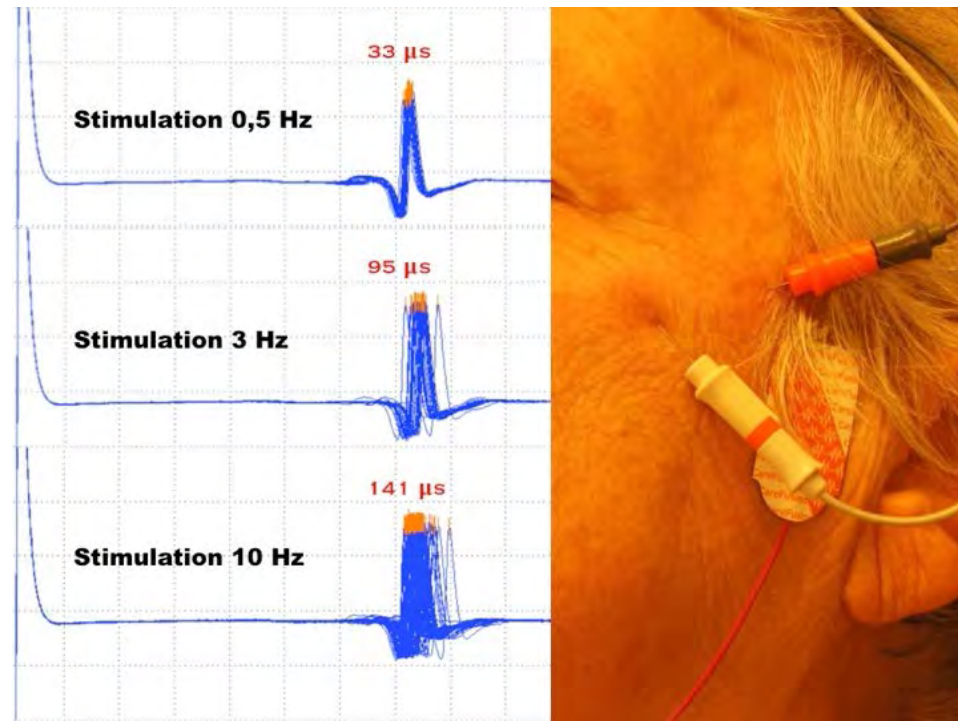 33 µs
Stimulation 0,5 Hz
95 µs
Stimulation 3 Hz
141 µs
Stimulation 10 Hz